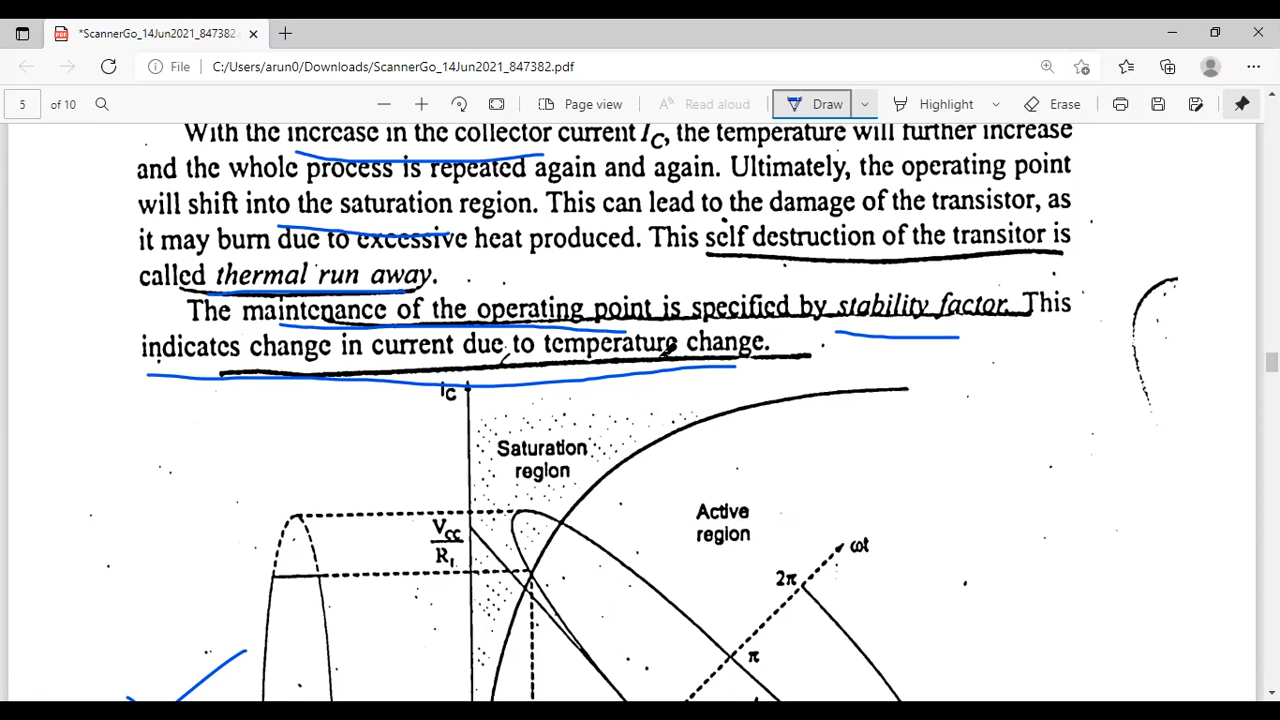 *ScannerGo_14Jun2021_847382.pdf
File C:/Users/arun0/Downloads/ScannerGo_14Jun2021_847382.pdf
5 of 10 Page view Read aloud Draw Highlight Erase
With the increase in the collector current IC, the temperature will further increase
and the whole process is repeated again and again. Ultimately, the operating point
will shift into the saturation region. This can lead to the damage of the transistor, as
it may burn due to excessive heat produced. This self destruction of the transitor is
called thermal run away.
The maintenance of the operating point is specified by stability factor. This
indicates change in current due to temperature change.
IC
Saturation
region
Active
region
VCC
RL
ωt
2π
π